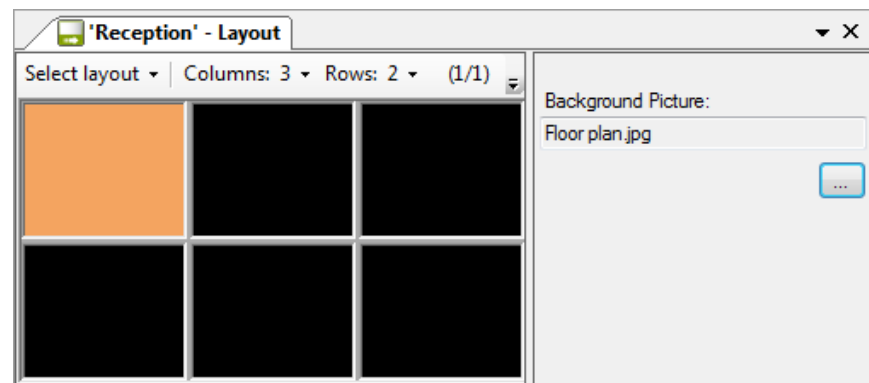 'Reception' - Layout
Select layout Columns: 3 Rows: 2 (1/1)
Background Picture:
Floor plan.jpg
...